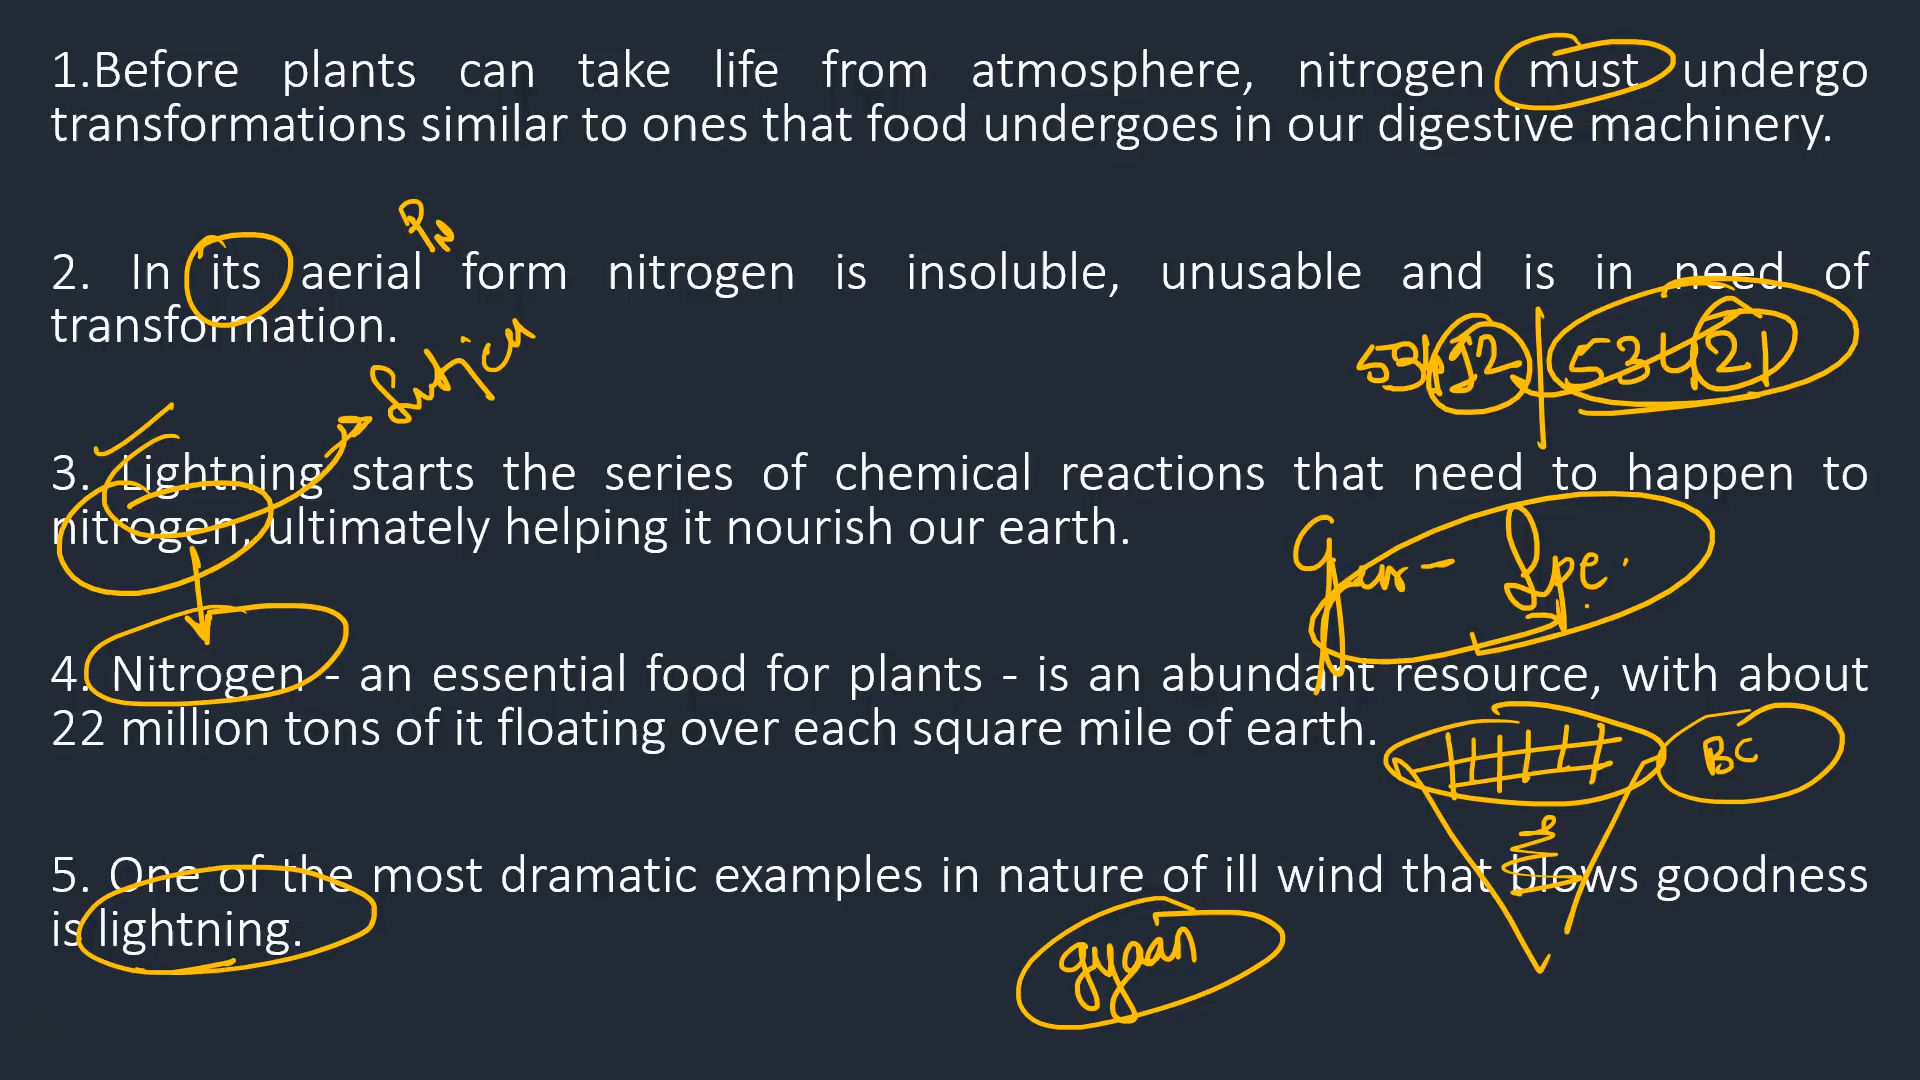 1.Before plants can take life from atmosphere, nitrogen must undergo
transformations similar to ones that food undergoes in our digestive machinery.
PN
2. In its aerial form nitrogen is insoluble, unusable and is in need of
transformation.
53421
3. Lightning starts the series of chemical reactions that need to happen to
nitrogen, ultimately helping it nourish our earth.
4. Nitrogen - an essential food for plants - is an abundant resource, with about
22 million tons of it floating over each square mile of earth.
BC
5. One of the most dramatic examples in nature of ill wind that blows goodness
is lightning.
gyaan